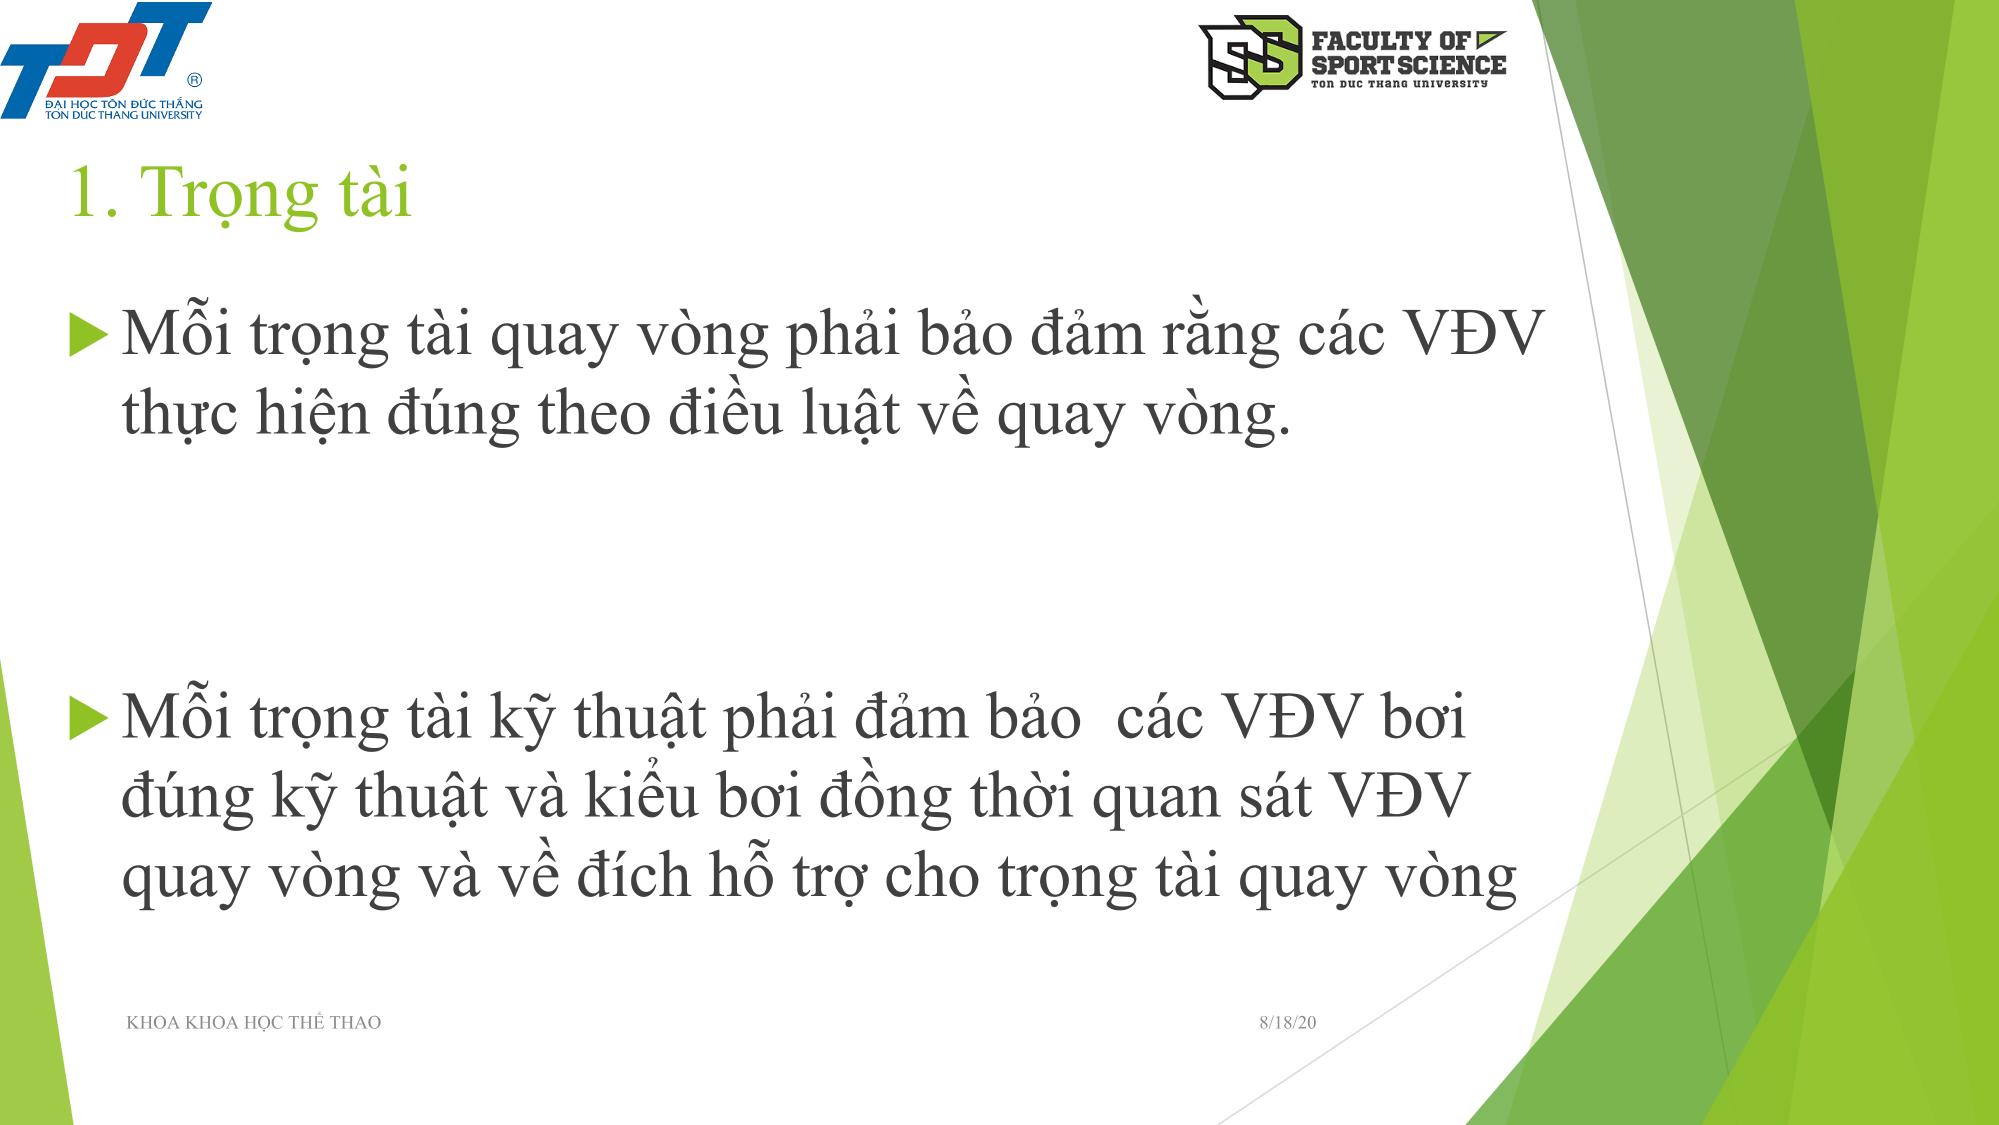 TDT
®
ĐẠI HỌC TÔN ĐỨC THẮNG
TON DUC THANG UNIVERSITY
SS
FACULTY OF
SPORT SCIENCE
TON DUC THANG UNIVERSITY
1. Trọng tài
Mỗi trọng tài quay vòng phải bảo đảm rằng các VĐV
thực hiện đúng theo điều luật về quay vòng.
Mỗi trọng tài kỹ thuật phải đảm bảo  các VĐV bơi
đúng kỹ thuật và kiểu bơi đồng thời quan sát VĐV
quay vòng và về đích hỗ trợ cho trọng tài quay vòng
KHOA KHOA HỌC THỂ THAO
8/18/20